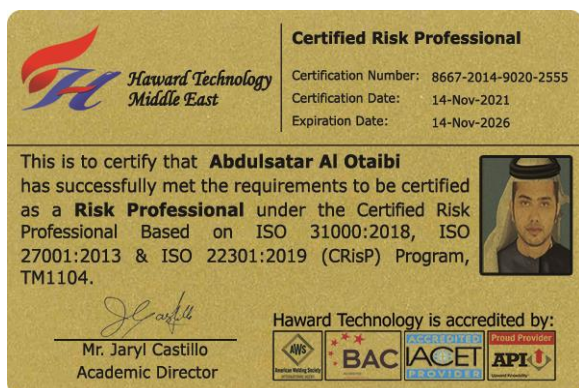 Haward Technology
Middle East
Certified Risk Professional
Certification Number: 8667-2014-9020-2555
Certification Date: 14-Nov-2021
Expiration Date: 14-Nov-2026
This is to certify that Abdulsatar Al Otaibi
has successfully met the requirements to be certified
as a Risk Professional under the Certified Risk
Professional Based on ISO 31000:2018, ISO
27001:2013 & ISO 22301:2019 (CRisP) Program,
TM1104.
Mr. Jaryl Castillo
Academic Director
Haward Technology is accredited by:
AWS
American Welding Society
BAC
ACCREDITED
IACET
PROVIDER
Proud Provider
API